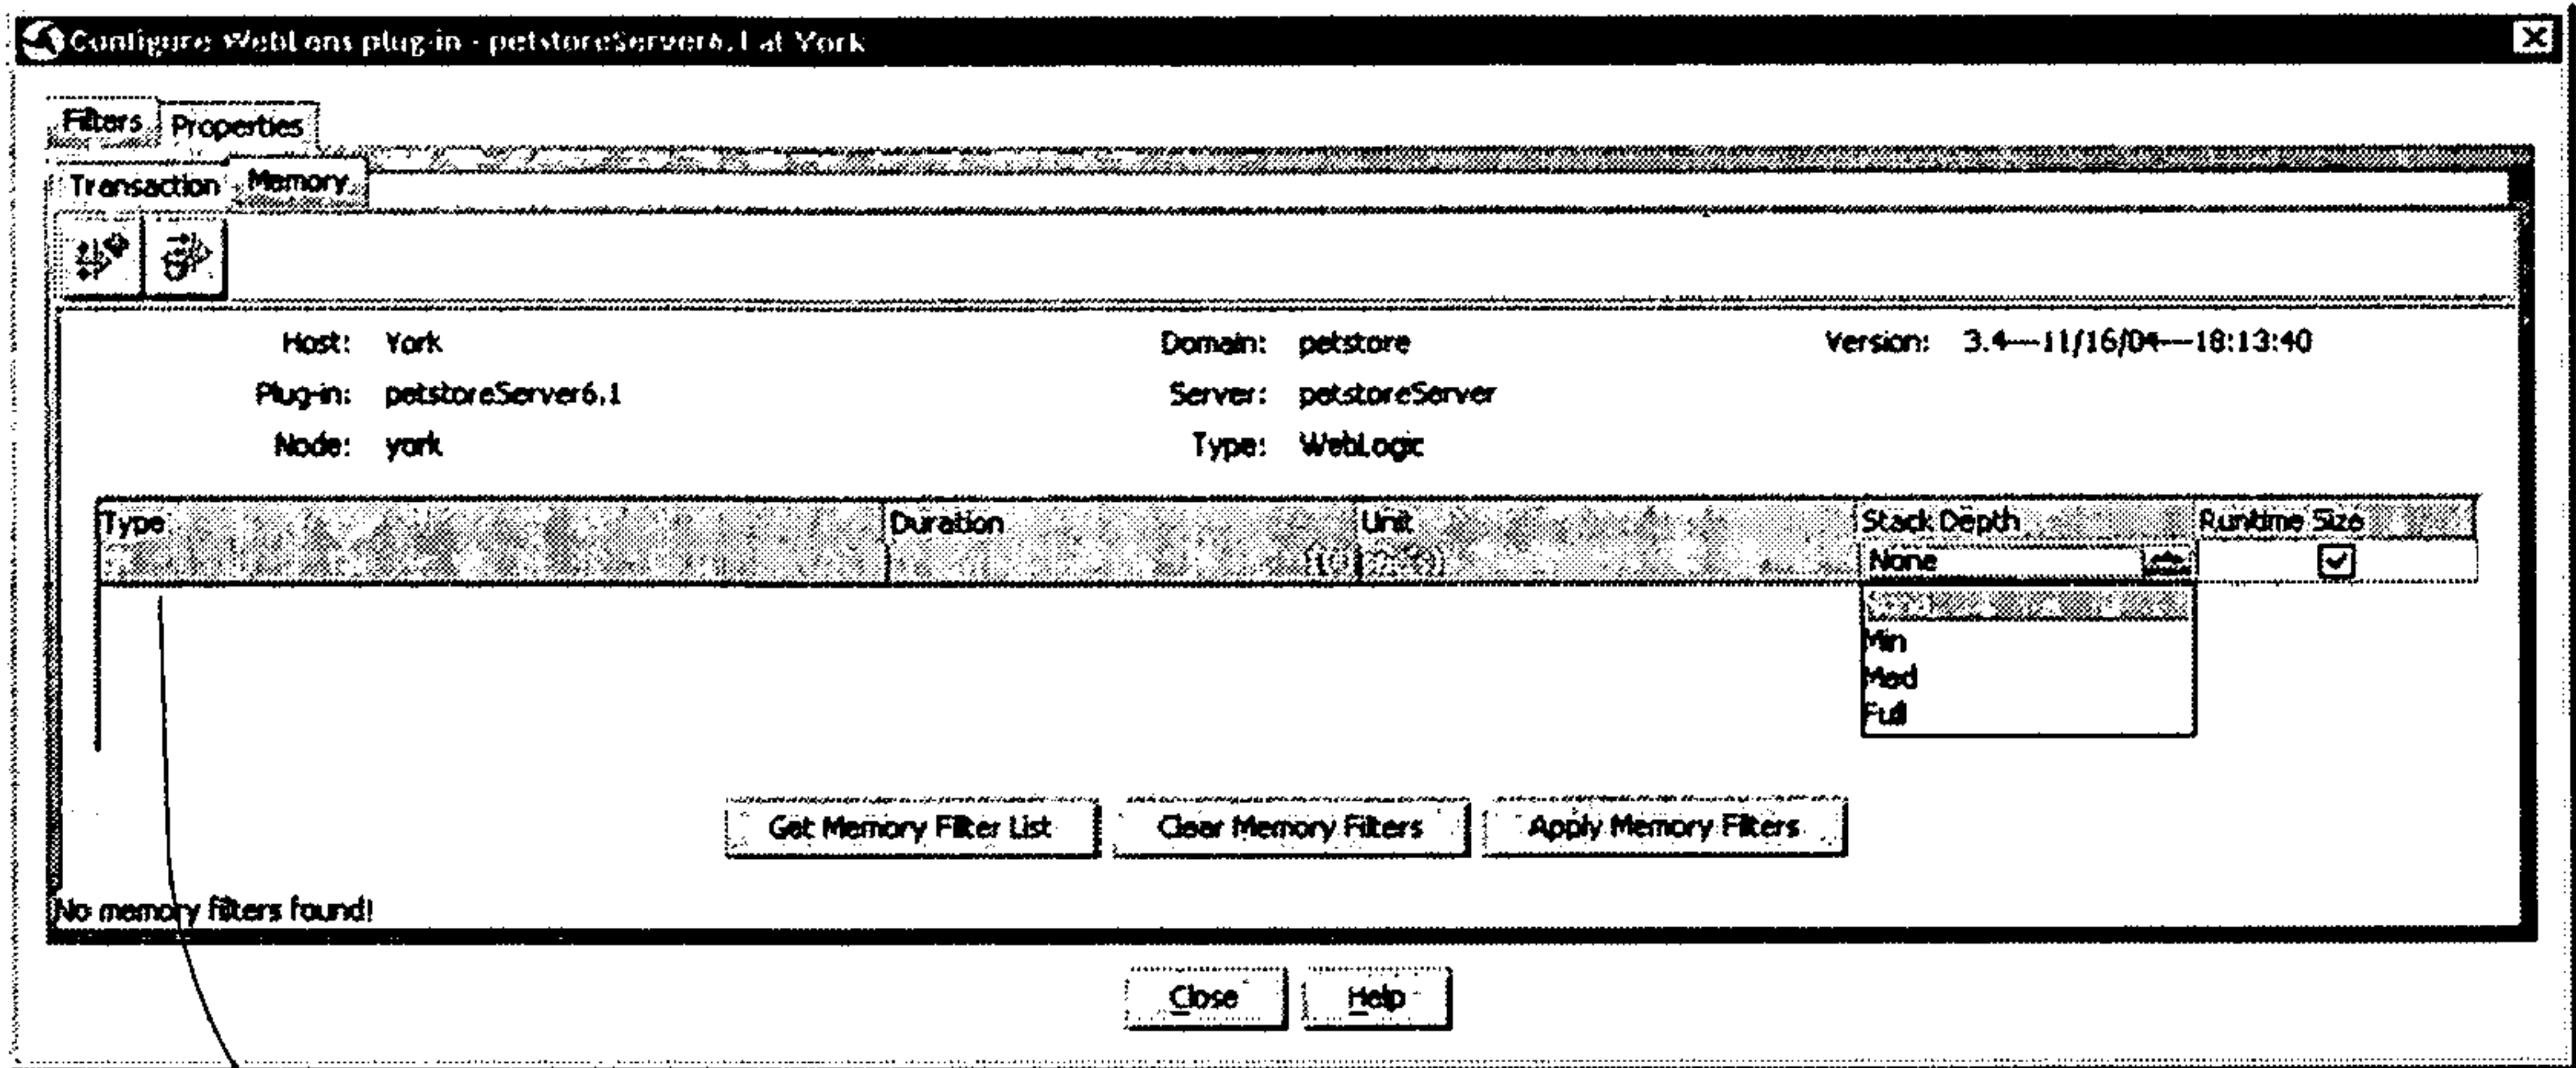 Configure WebLens plug-in - petstoreServer6.1 at York
Filters Properties
Transaction Memory
Host: York Domain: petstore Version: 3.4---11/16/04---18:13:40
Plug-in: petstoreServer6.1 Server: petstoreServer
Node: york Type: WebLogic
Type Duration Unit Stack Depth Runtime Size
None
Min
Med
Full
Get Memory Filter List Clear Memory Filters Apply Memory Filters
No memory filters found!
Close Help